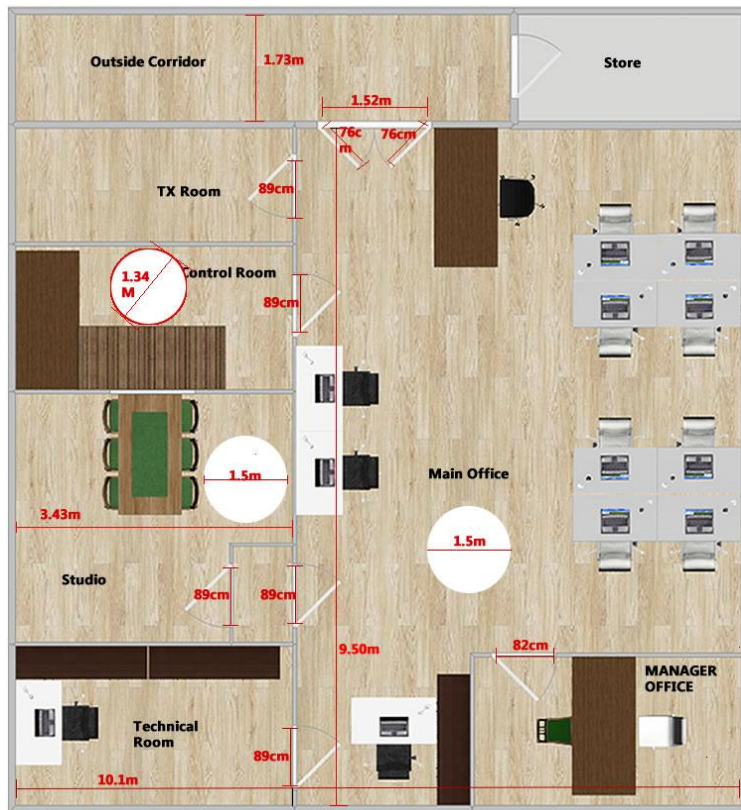 Outside Corridor
1.73m
Store
1.52m
76c
m
76cm
TX Room
89cm
Control Room
1.34
M
89cm
Main Office
1.5m
3.43m
1.5m
Studio
89cm
89cm
9.50m
82cm
MANAGER
OFFICE
Technical
Room
89cm
10.1m